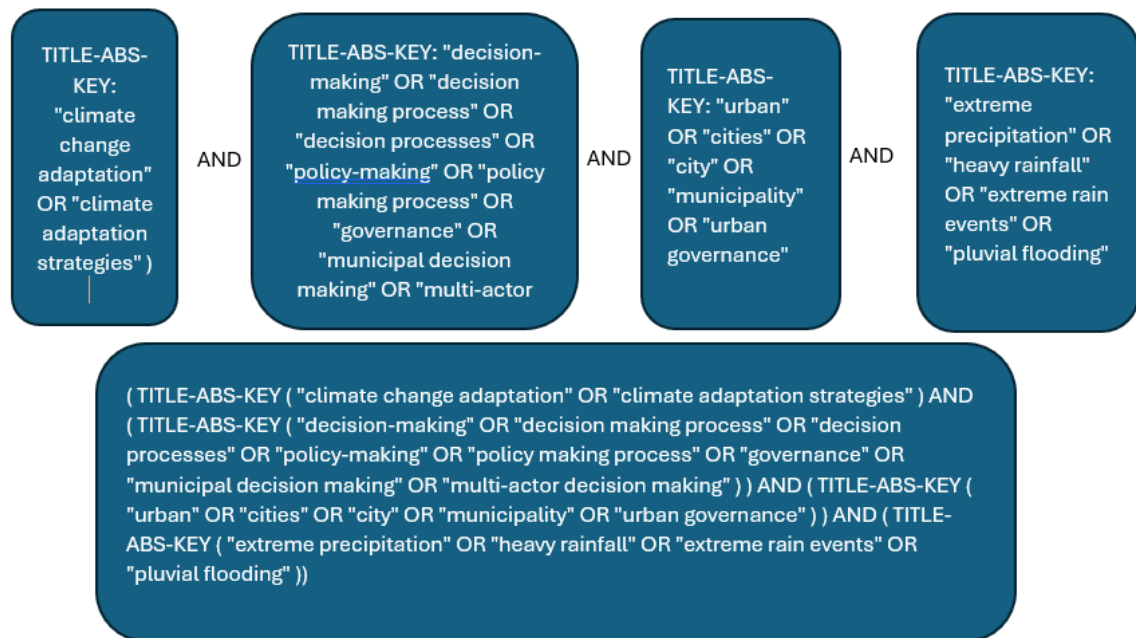 TITLE-ABS-
KEY:
"climate
change
adaptation"
OR "climate
adaptation
strategies" )
AND
TITLE-ABS-KEY: "decision-
making" OR "decision
making process" OR
"decision processes" OR
"policy-making" OR "policy
making process" OR
"governance" OR
"municipal decision
making" OR "multi-actor
AND
TITLE-ABS-
KEY: "urban"
OR "cities" OR
"city" OR
"municipality"
OR "urban
governance"
AND
TITLE-ABS-KEY:
"extreme
precipitation" OR
"heavy rainfall"
OR "extreme rain
events" OR
"pluvial flooding"
( TITLE-ABS-KEY ( "climate change adaptation" OR "climate adaptation strategies" ) AND
( TITLE-ABS-KEY ( "decision-making" OR "decision making process" OR "decision
processes" OR "policy-making" OR "policy making process" OR "governance" OR
"municipal decision making" OR "multi-actor decision making" ) ) AND ( TITLE-ABS-KEY (
"urban" OR "cities" OR "city" OR "municipality" OR "urban governance" ) ) AND ( TITLE-
ABS-KEY ( "extreme precipitation" OR "heavy rainfall" OR "extreme rain events" OR
"pluvial flooding" ))